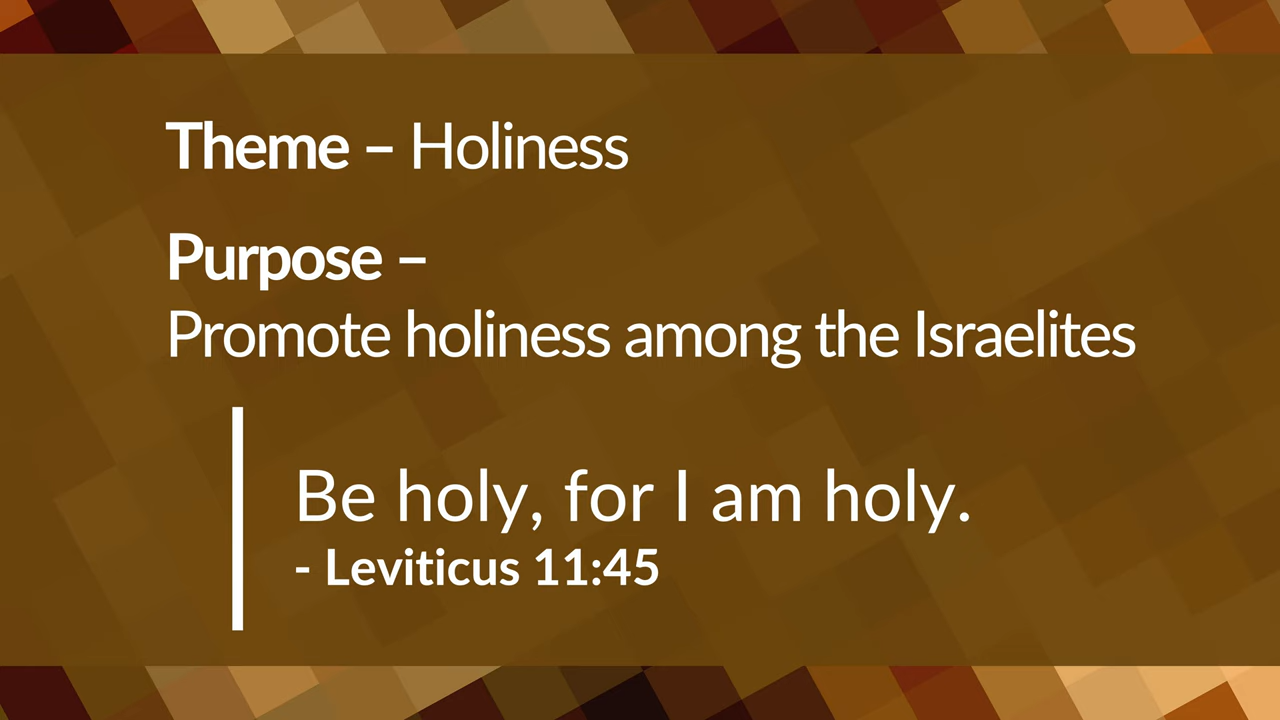 Theme – Holiness
Purpose –
Promote holiness among the Israelites
Be holy, for I am holy.
- Leviticus 11:45